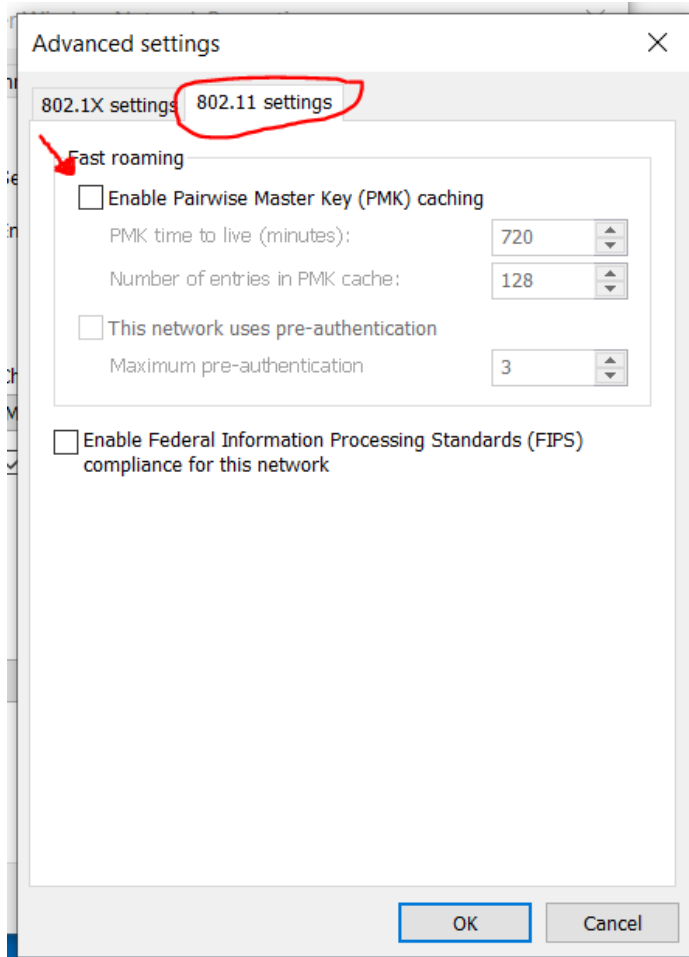 Advanced settings
802.1X settings
802.11 settings
Fast roaming
Enable Pairwise Master Key (PMK) caching
PMK time to live (minutes):
720
Number of entries in PMK cache:
128
This network uses pre-authentication
Maximum pre-authentication
3
Enable Federal Information Processing Standards (FIPS)
compliance for this network
OK
Cancel